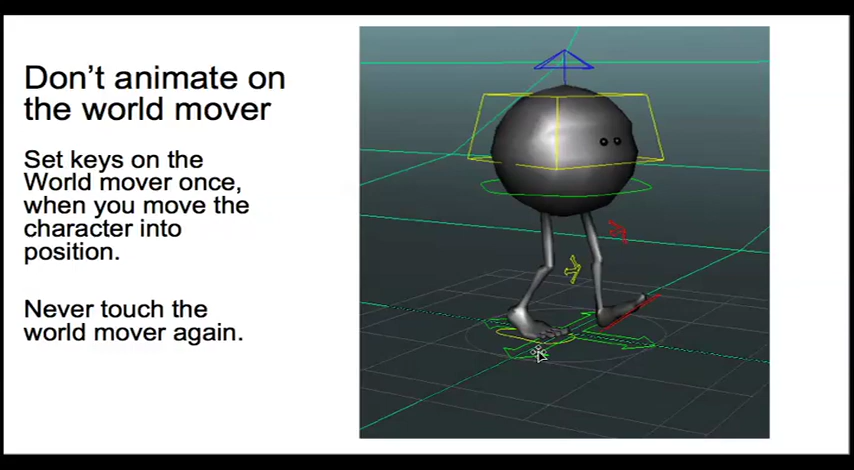 Don’t animate on
the world mover
Set keys on the
World mover once,
when you move the
character into
position.
Never touch the
world mover again.